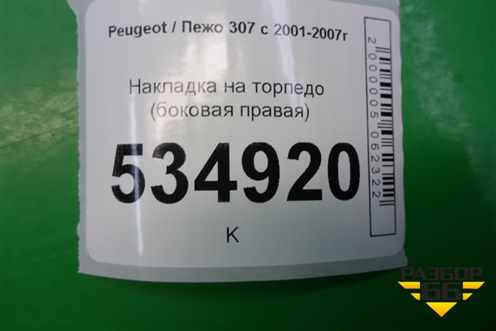 Peugeot / Пежо 307 с 2001-2007г
Накладка на торпедо
(боковая правая)
534920
К
2000005062322
РАЗБОР
66